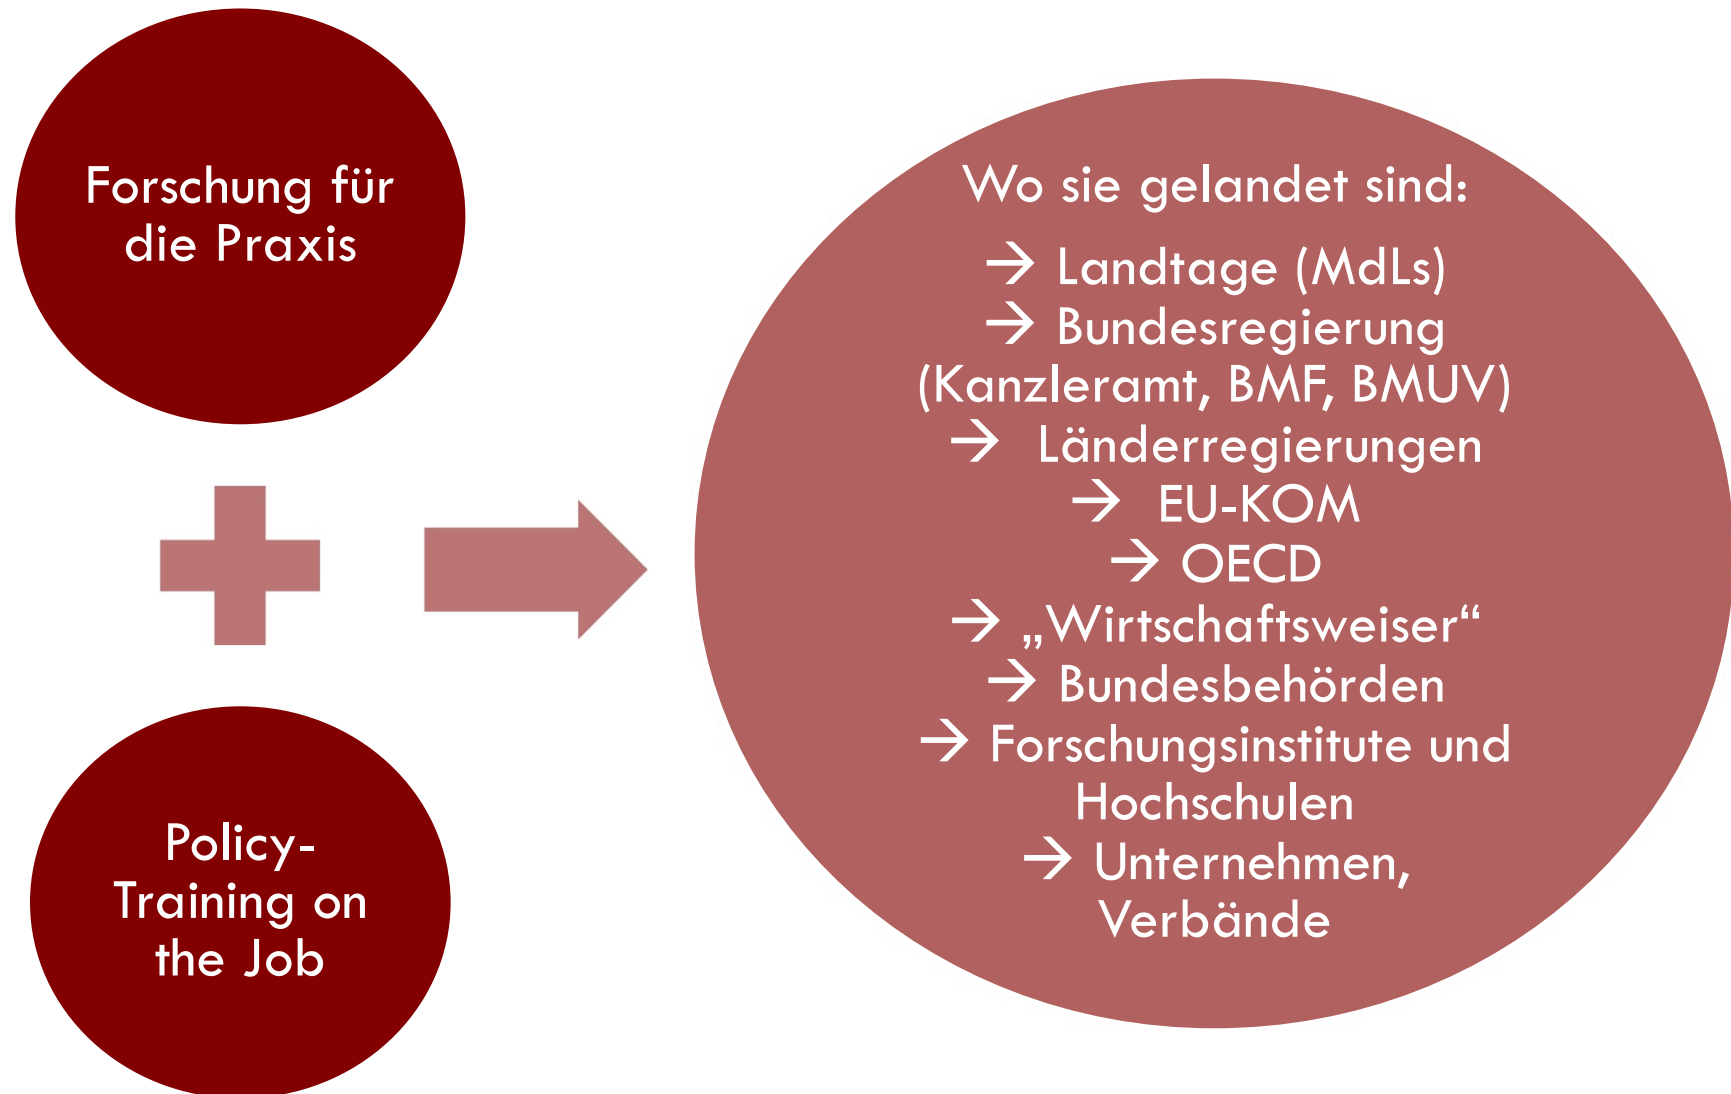 Forschung für
die Praxis
Policy-
Training on
the Job
Wo sie gelandet sind:
→ Landtage (MdLs)
→ Bundesregierung
(Kanzleramt, BMF, BMUV)
→ Länderregierungen
→ EU-KOM
→ OECD
→ „Wirtschaftsweiser“
→ Bundesbehörden
→ Forschungsinstitute und
Hochschulen
→ Unternehmen,
Verbände